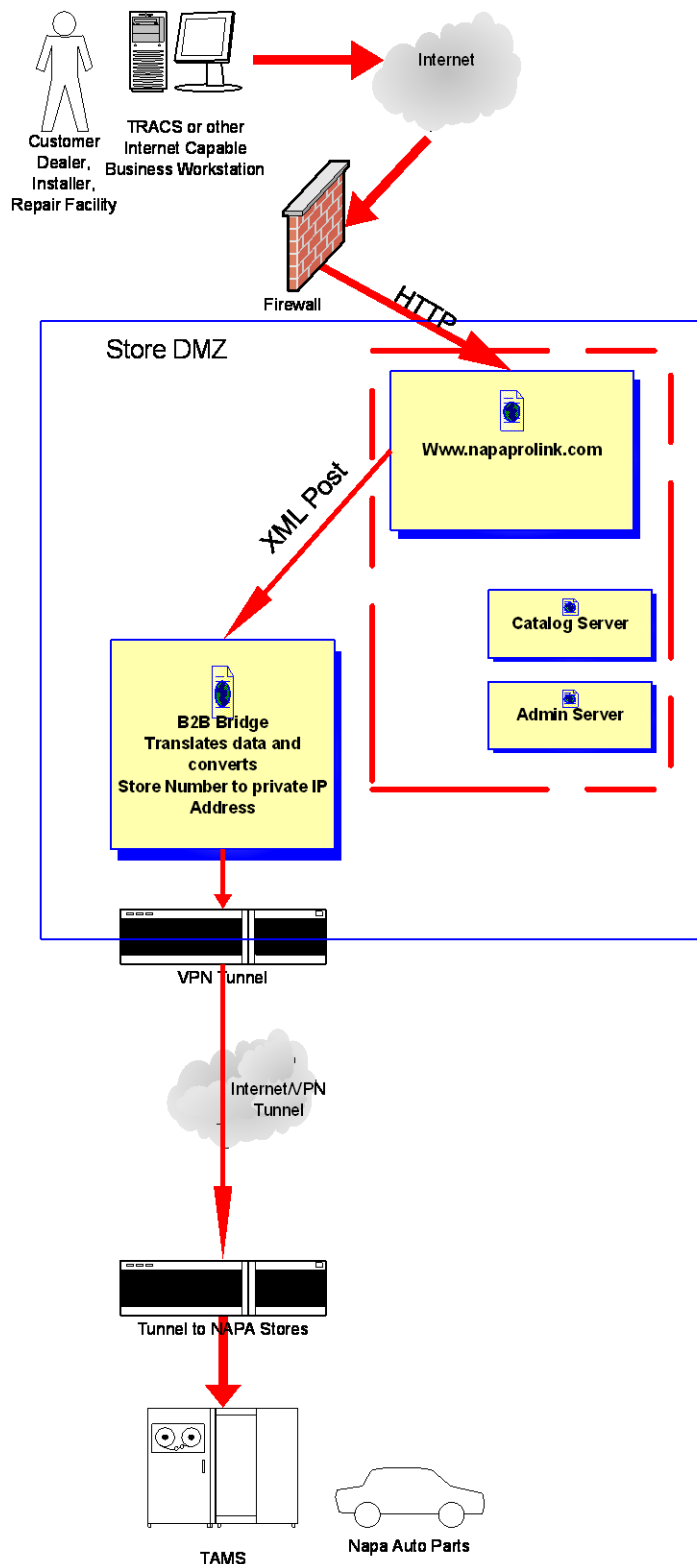 Internet
Customer
Dealer,
Installer,
Repair Facility
TRACS or other
Internet Capable
Business Workstation
Firewall
HTTP
Store DMZ
Www.napaprolink.com
XML Post
Catalog Server
Admin Server
B2B Bridge
Translates data and
converts
Store Number to private IP
Address
VPN Tunnel
Internet/VPN
Tunnel
Tunnel to NAPA Stores
TAMS
Napa Auto Parts